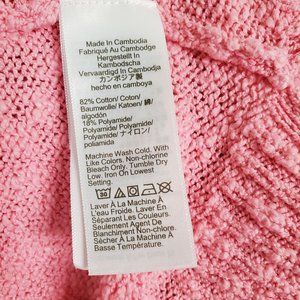 Made In Cambodia
Fabriqué Au Cambodge
Hergestellt In
Kambodscha
Vervaardigd In Cambodja
カンボジア製
hecho en camboya
82% Cotton/ Coton/
Baumwolle/ Katoen/ 綿/
algodón
18% Polyamide/
Polyamide/ Polyamid/
Polyamide/ ナイロン/
poliamida
Machine Wash Cold. With
Like Colors. Non-chlorine
Bleach Only. Tumble Dry
Low. Iron On Lowest
Setting.
30
Laver À La Machine À
L'eau Froide. Laver En
Séparant Les Couleurs.
Seulement Agent De
Blanchiment Non-Chlore.
Sècher À La Machine À
Basse Température.